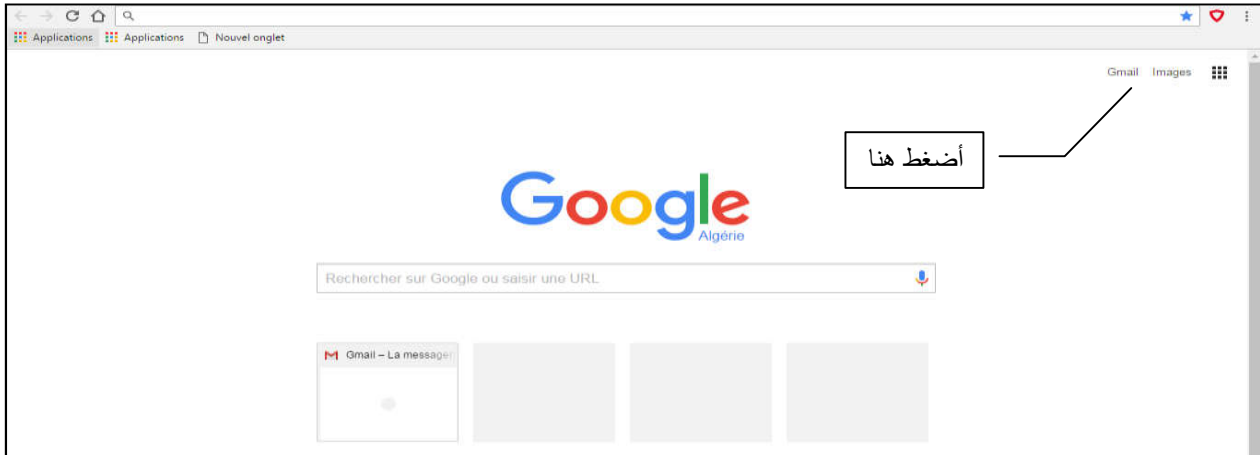 Applications Applications Nouvel onglet
Gmail Images
أضغط هنا
Google
Algérie
Rechercher sur Google ou saisir une URL
Gmail – La messager